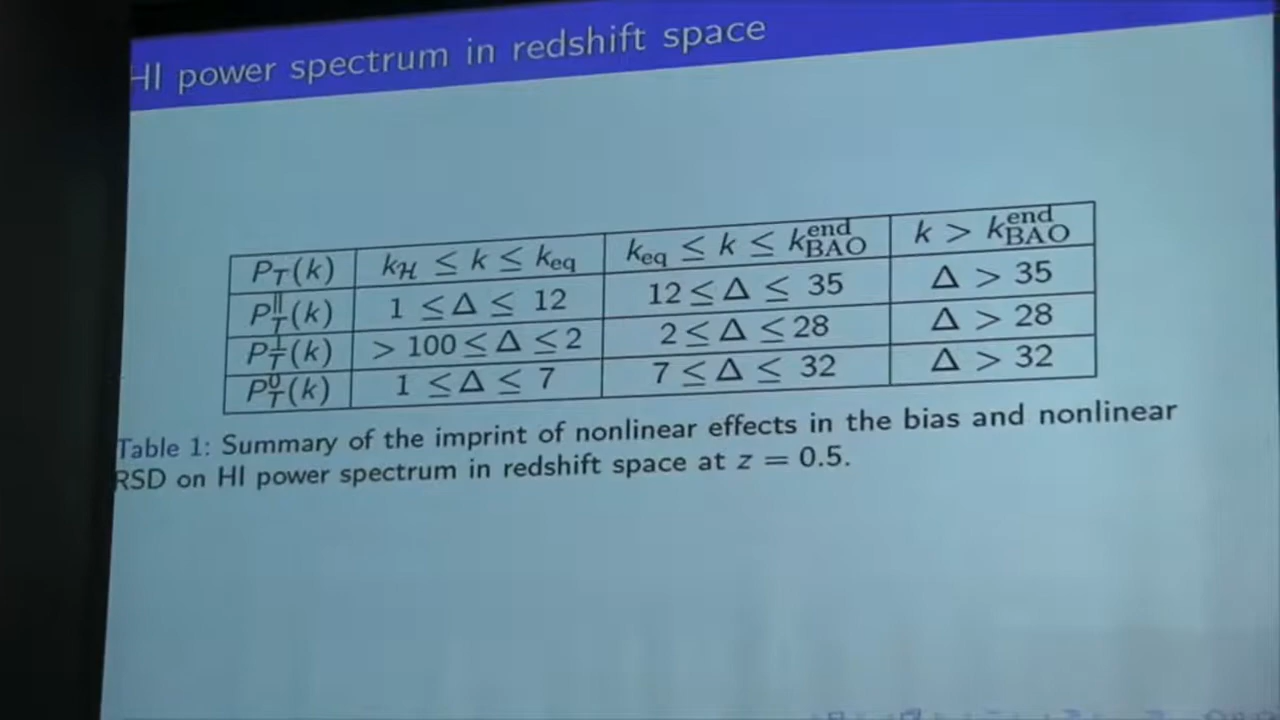 HI power spectrum in redshift space
P_T(k) k_ℋ ≤ k ≤ k_eq k_eq ≤ k ≤ k_BAO^end k > k_BAO^end
P_T^∥(k) 1 ≤ Δ ≤ 12 12 ≤ Δ ≤ 35 Δ > 35
P_T^⊥(k) > 100 ≤ Δ ≤ 2 2 ≤ Δ ≤ 28 Δ > 28
P_T^0(k) 1 ≤ Δ ≤ 7 7 ≤ Δ ≤ 32 Δ > 32
Table 1: Summary of the imprint of nonlinear effects in the bias and nonlinear
RSD on HI power spectrum in redshift space at z = 0.5.